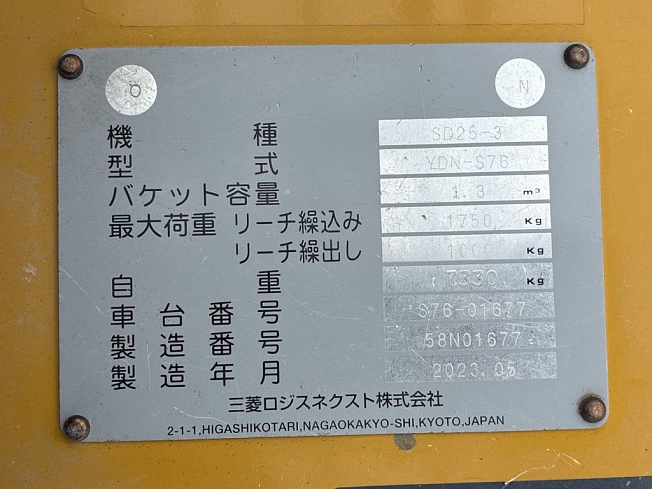 O N
機種 SD25-3
型式 YDN-S76
バケット容量 1.3 m³
最大荷重 リーチ繰込み 1750 Kg
リーチ繰出し 1000 Kg
自重 7330 Kg
車台番号 S76-01677
製造番号 58N01677
製造年月 2023.05
三菱ロジスネクスト株式会社
2-1-1,HIGASHIKOTARI,NAGAOKAKYO-SHI,KYOTO,JAPAN